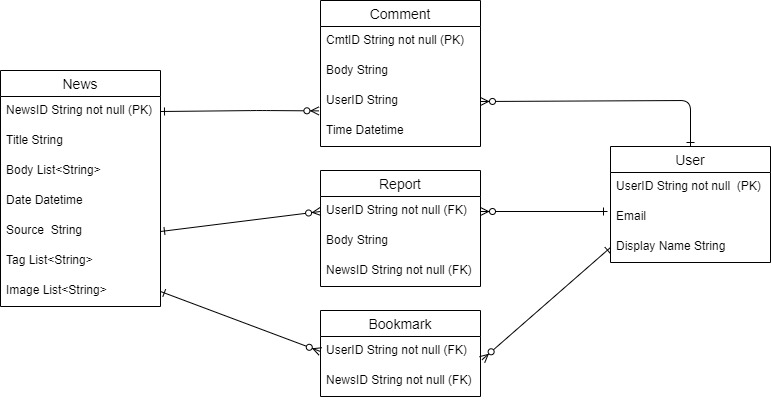 Comment
CmtID String not null (PK)
Body String
UserID String
Time Datetime
News
NewsID String not null (PK)
Title String
Body List<String>
Date Datetime
Source  String
Tag List<String>
Image List<String>
Report
UserID String not null (FK)
Body String
NewsID String not null (FK)
User
UserID String not null  (PK)
Email
Display Name String
Bookmark
UserID String not null (FK)
NewsID String not null (FK)